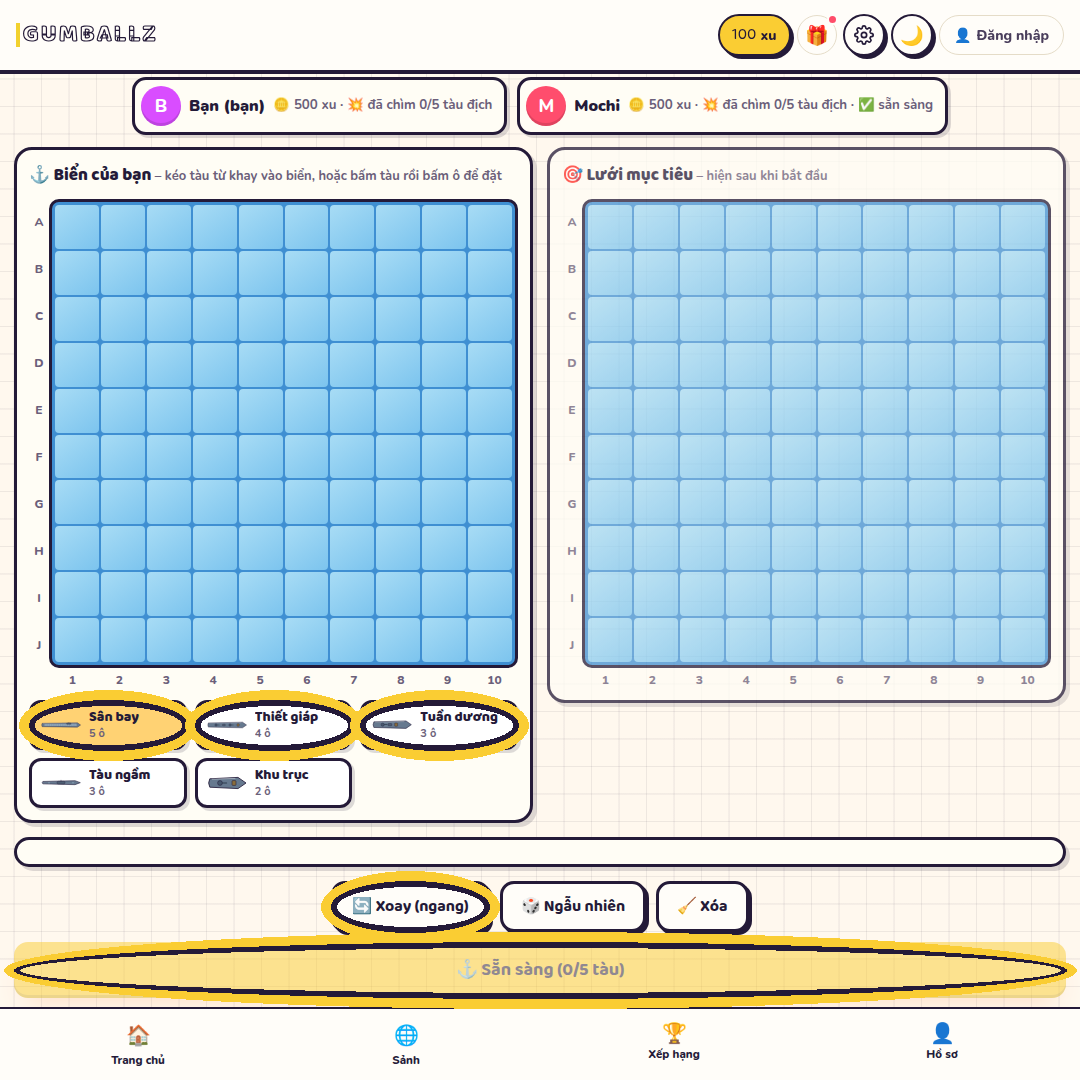 GUMBALLZ
100 xu
Đăng nhập
B Bạn (bạn) 500 xu · đã chìm 0/5 tàu địch
M Mochi 500 xu · đã chìm 0/5 tàu địch · sẵn sàng
Biển của bạn – kéo tàu từ khay vào biển, hoặc bấm tàu rồi bấm ô để đặt
A
B
C
D
E
F
G
H
I
J
1 2 3 4 5 6 7 8 9 10
Lưới mục tiêu – hiện sau khi bắt đầu
A
B
C
D
E
F
G
H
I
J
1 2 3 4 5 6 7 8 9 10
Sân bay
5 ô
Thiết giáp
4 ô
Tuần dương
3 ô
Tàu ngầm
3 ô
Khu trục
2 ô
Xoay (ngang)
Ngẫu nhiên
Xóa
Sẵn sàng (0/5 tàu)
Trang chủ
Sảnh
Xếp hạng
Hồ sơ